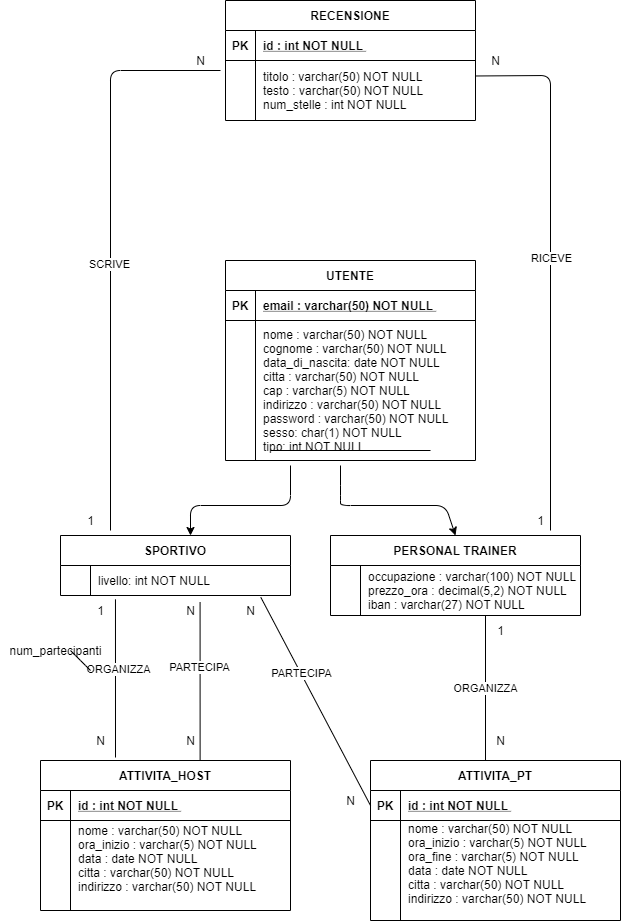 RECENSIONE
PK id : int NOT NULL
N
N
titolo : varchar(50) NOT NULL
testo : varchar(50) NOT NULL
num_stelle : int NOT NULL
SCRIVE
RICEVE
UTENTE
PK email : varchar(50) NOT NULL
nome : varchar(50) NOT NULL
cognome : varchar(50) NOT NULL
data_di_nascita: date NOT NULL
citta : varchar(50) NOT NULL
cap : varchar(5) NOT NULL
indirizzo : varchar(50) NOT NULL
password : varchar(50) NOT NULL
sesso: char(1) NOT NULL
tipo: int NOT NULL
1
1
SPORTIVO
livello: int NOT NULL
PERSONAL TRAINER
occupazione : varchar(100) NOT NULL
prezzo_ora : decimal(5,2) NOT NULL
iban : varchar(27) NOT NULL
1
N
N
1
num_partecipanti
ORGANIZZA
PARTECIPA
PARTECIPA
ORGANIZZA
N
N
N
N
ATTIVITA_HOST
PK id : int NOT NULL
nome : varchar(50) NOT NULL
ora_inizio : varchar(5) NOT NULL
data : date NOT NULL
citta : varchar(50) NOT NULL
indirizzo : varchar(50) NOT NULL
ATTIVITA_PT
PK id : int NOT NULL
nome : varchar(50) NOT NULL
ora_inizio : varchar(5) NOT NULL
ora_fine : varchar(5) NOT NULL
data : date NOT NULL
citta : varchar(50) NOT NULL
indirizzo : varchar(50) NOT NULL